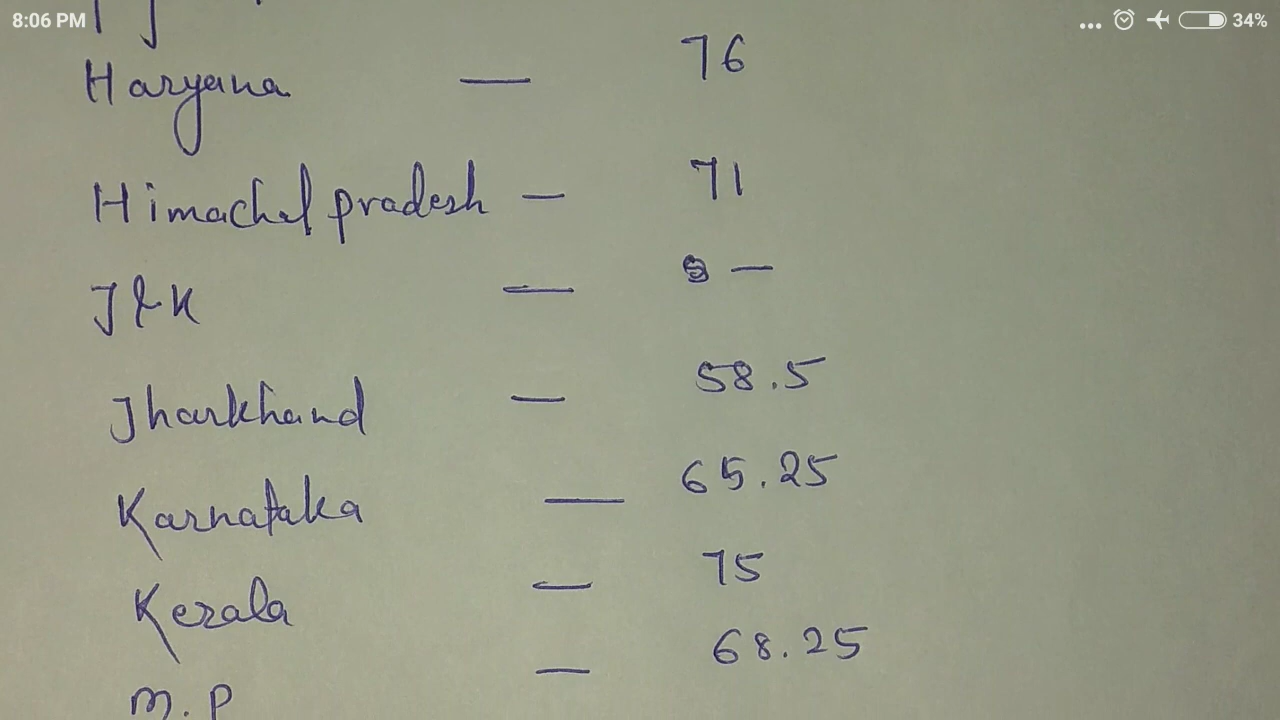 8:06 PM ... 34%
Haryana — 76
Himachal pradesh — 71
J&K — —
Jharkhand — 58.5
Karnataka — 65.25
Kerala — 75
M.P — 68.25